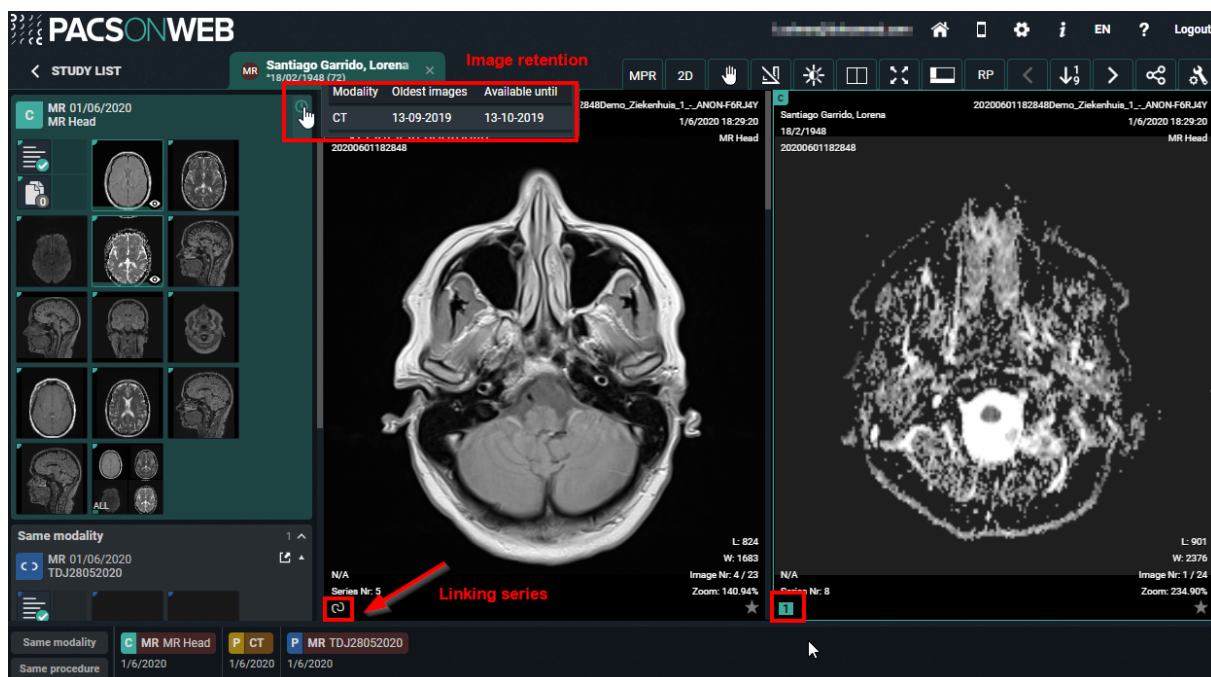 PACSONWEB
EN ? Logout
STUDY LIST
MR Santiago Garrido, Lorena
*18/02/1948 (72)
Image retention
MPR 2D RP
C MR 01/06/2020
MR Head
Modality Oldest images Available until
CT 13-09-2019 13-10-2019
2848Demo_Ziekenhuis_1_-_ANON-F6RJ4Y
1/6/2020 18:29:20
MR Head
20200601182848
C
Santiago Garrido, Lorena
18/2/1948
20200601182848
20200601182848Demo_Ziekenhuis_1_-_ANON-F6RJ4Y
1/6/2020 18:29:20
MR Head
0
ALL
Same modality 1
MR 01/06/2020
TDJ28052020
N/A
Series Nr: 5
Linking series
L: 824
W: 1683
Image Nr: 4 / 23
Zoom: 140.94%
N/A
Series Nr: 8
1
L: 901
W: 2376
Image Nr: 1 / 24
Zoom: 234.90%
Same modality
Same procedure
C MR MR Head
1/6/2020
P CT
1/6/2020
P MR TDJ28052020
1/6/2020